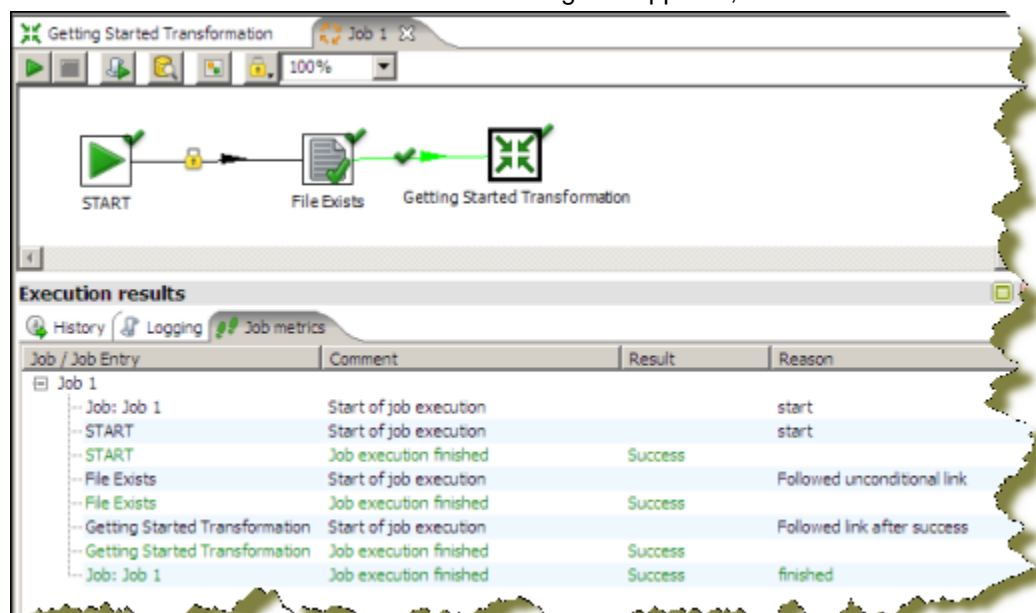 Getting Started Transformation Job 1
100%
START File Exists Getting Started Transformation
Execution results
History Logging Job metrics
Job / Job Entry Comment Result Reason
Job 1
Job: Job 1 Start of job execution start
START Start of job execution start
START Job execution finished Success
File Exists Start of job execution Followed unconditional link
File Exists Job execution finished Success
Getting Started Transformation Start of job execution Followed link after success
Getting Started Transformation Job execution finished Success
Job: Job 1 Job execution finished Success finished